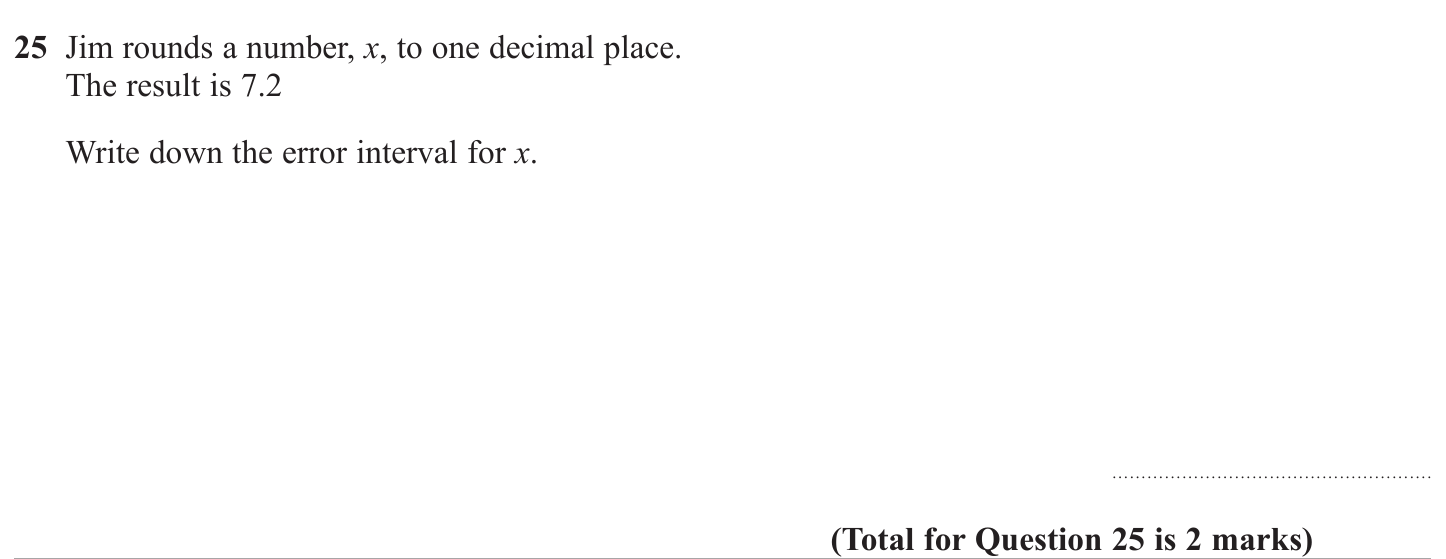 25 Jim rounds a number, x, to one decimal place.
The result is 7.2
Write down the error interval for x.
(Total for Question 25 is 2 marks)